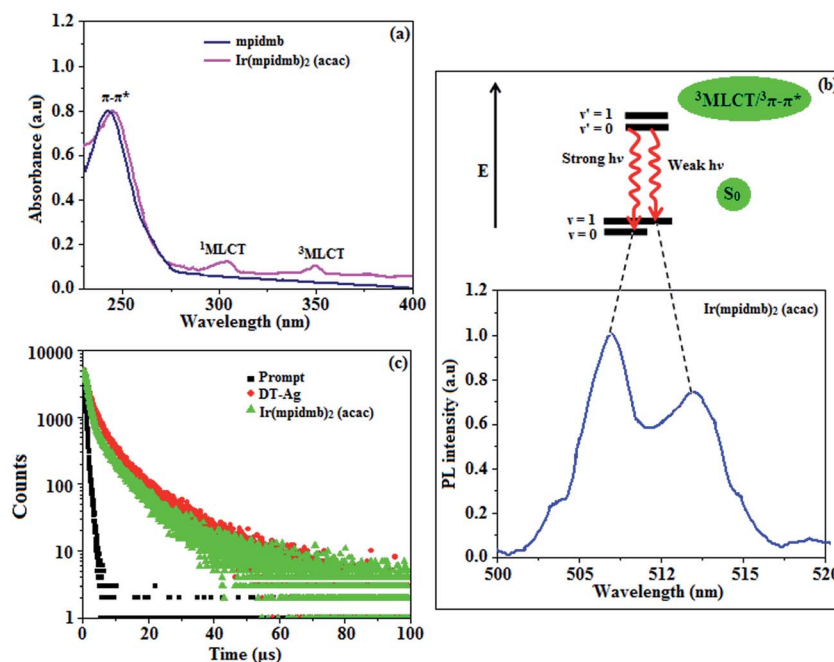 (a)
mpidmb
Ir(mpidmb)₂ (acac)
π-π*
¹MLCT
³MLCT
1.2
1.0
0.8
0.6
0.4
0.2
0.0
Absorbance (a.u)
250
300
350
400
Wavelength (nm)
(b)
³MLCT/³π-π*
v' = 1
v' = 0
Strong hν
Weak hν
E
S₀
v = 1
v = 0
Ir(mpidmb)₂ (acac)
1.2
1.0
0.8
0.6
0.4
0.2
0.0
PL intensity (a.u)
500
505
512
515
520
Wavelength (nm)
(c)
Prompt
DT-Ag
Ir(mpidmb)₂ (acac)
10000
1000
100
10
1
Counts
0
20
40
60
80
100
Time (µs)